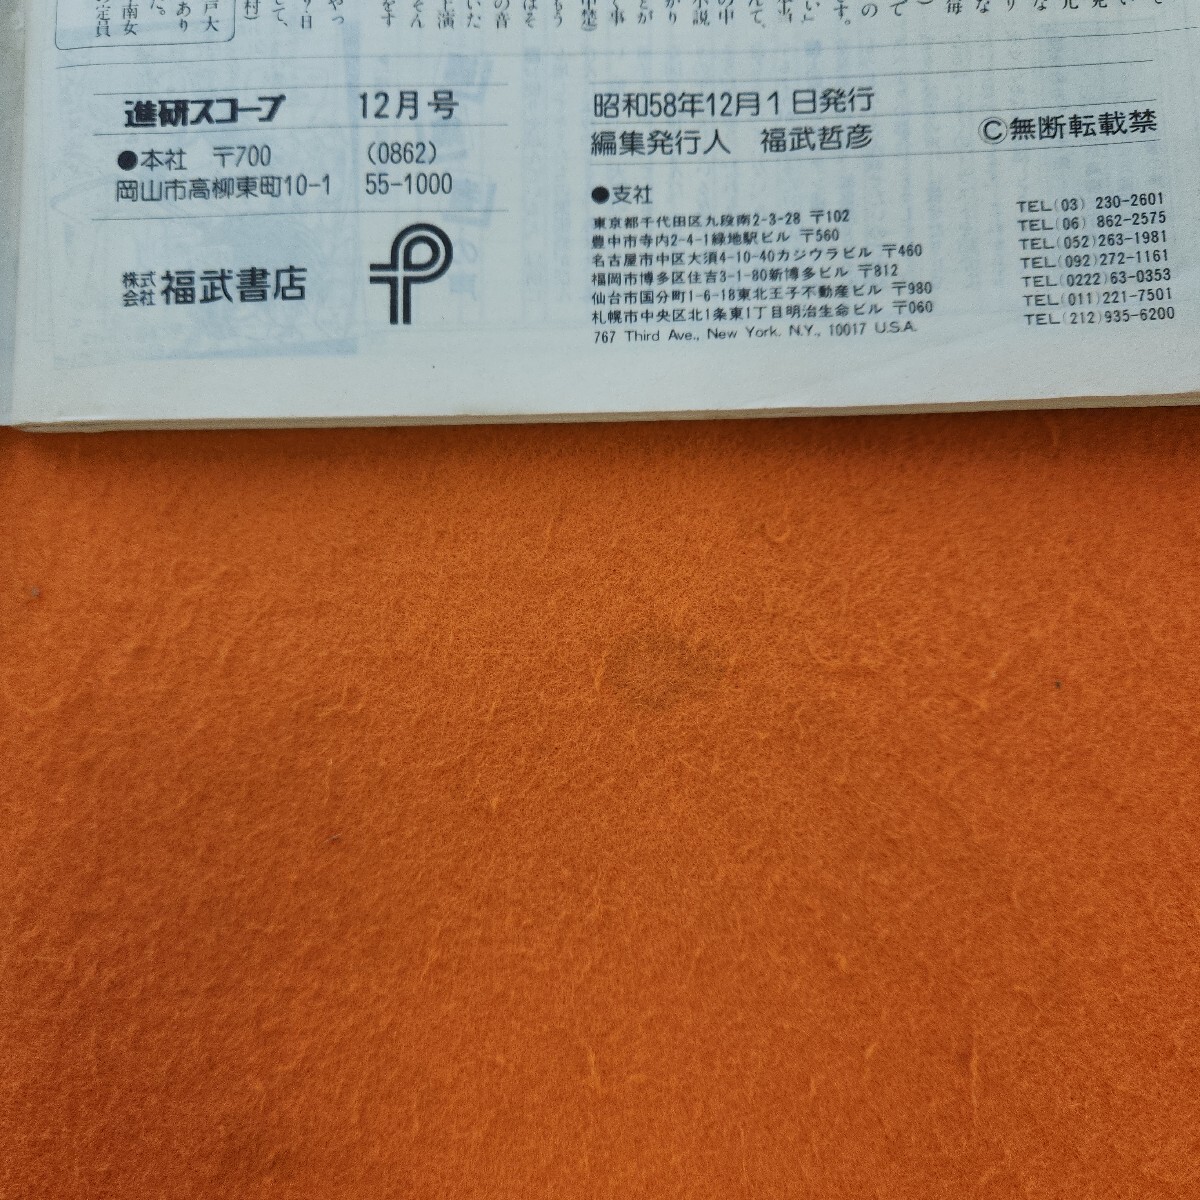 進研スコープ 12月号
●本社 〒700 (0862)
岡山市高柳東町10-1 55-1000
株式会社 福武書店
昭和58年12月1日発行
編集発行人 福武哲彦 ©無断転載禁
●支社
東京都千代田区九段南2-3-28 〒102 TEL(03) 230-2601
豊中市寺内2-4-1緑地駅ビル 〒560 TEL(06) 862-2575
名古屋市中区大須4-10-40カジウラビル 〒460 TEL(052)263-1981
福岡市博多区住吉3-1-80新博多ビル 〒812 TEL(092)272-1161
仙台市国分町1-6-18東北王子不動産ビル 〒980 TEL(0222)63-0353
札幌市中央区北1条東1丁目明治生命ビル 〒060 TEL(011)221-7501
767 Third Ave., New York. N.Y., 10017 U.S.A. TEL(212)935-6200